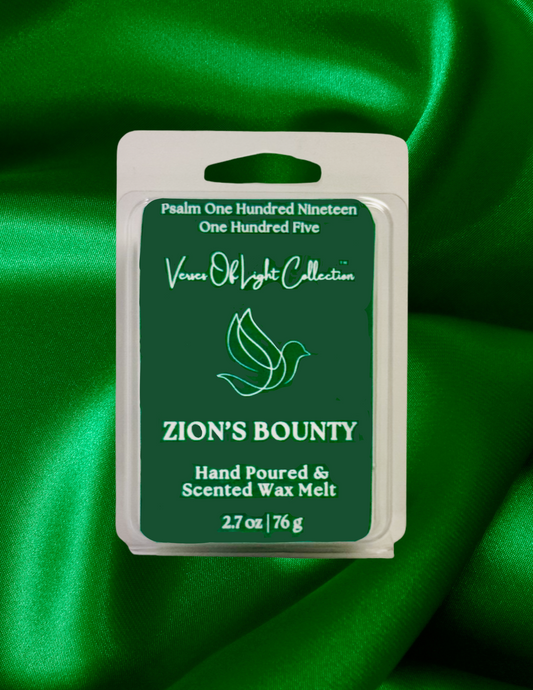 Psalm One Hundred Nineteen
One Hundred Five
Verses Of Light Collection™
ZION'S BOUNTY
Hand Poured &
Scented Wax Melt
2.7 oz | 76 g